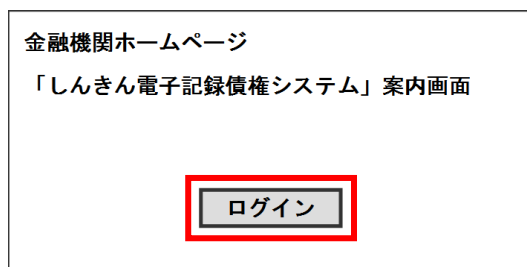 金融機関ホームページ
「しんきん電子記録債権システム」案内画面
ログイン